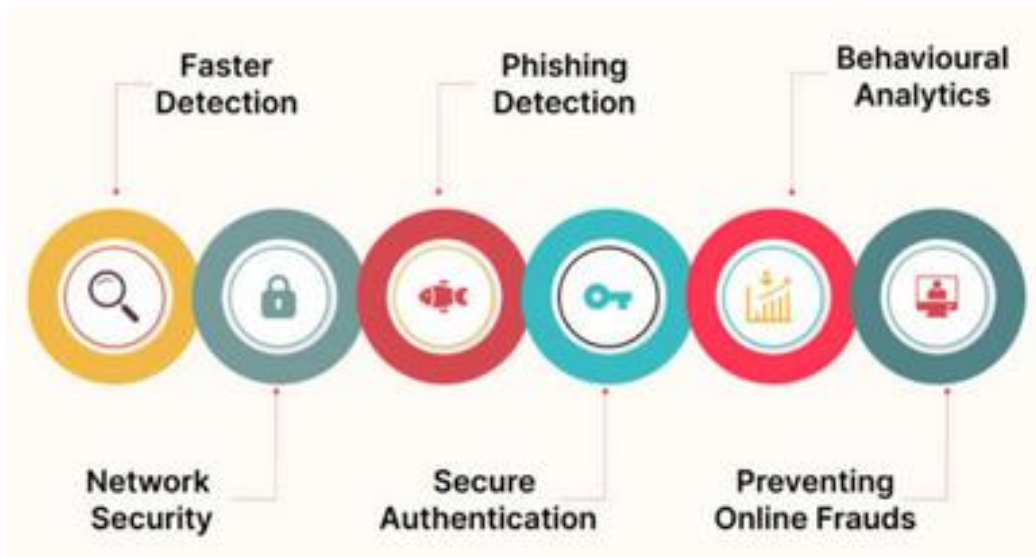 Faster
Detection
Phishing
Detection
Behavioural
Analytics
Network
Security
Secure
Authentication
Preventing
Online Frauds